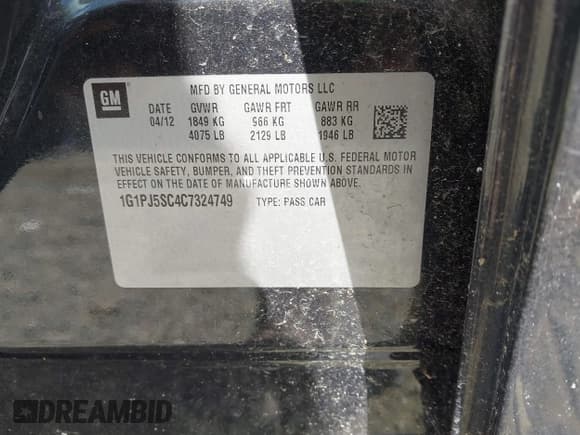 GM
MFD BY GENERAL MOTORS LLC
DATE GVWR GAWR FRT GAWR RR
04/12 1849 KG 966 KG 883 KG
4075 LB 2129 LB 1946 LB
THIS VEHICLE CONFORMS TO ALL APPLICABLE U.S. FEDERAL MOTOR
VEHICLE SAFETY, BUMPER, AND THEFT PREVENTION STANDARDS IN
EFFECT ON THE DATE OF MANUFACTURE SHOWN ABOVE.
1G1PJ5SC4C7324749 TYPE: PASS CAR
DREAMBID